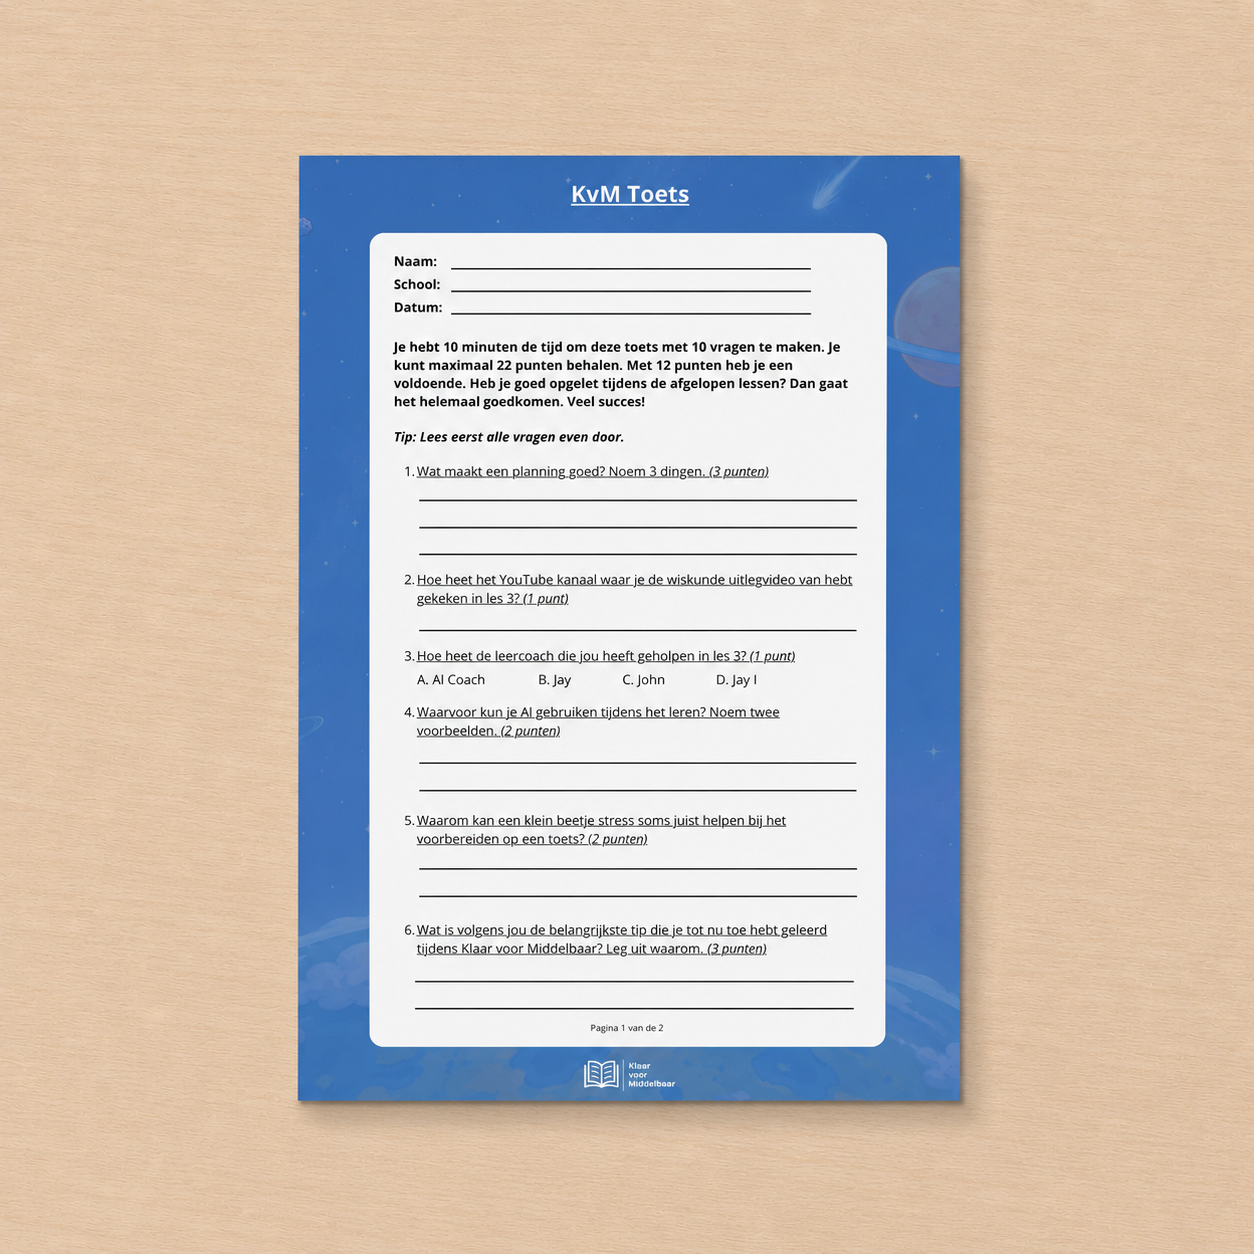 KvM Toets
Naam:
School:
Datum:
Je hebt 10 minuten de tijd om deze toets met 10 vragen te maken. Je
kunt maximaal 22 punten behalen. Met 12 punten heb je een
voldoende. Heb je goed opgelet tijdens de afgelopen lessen? Dan gaat
het helemaal goedkomen. Veel succes!
Tip: Lees eerst alle vragen even door.
1. Wat maakt een planning goed? Noem 3 dingen. (3 punten)
2. Hoe heet het YouTube kanaal waar je de wiskunde uitlegvideo van hebt
gekeken in les 3? (1 punt)
3. Hoe heet de leercoach die jou heeft geholpen in les 3? (1 punt)
A. AI Coach B. Jay C. John D. Jay I
4. Waarvoor kun je AI gebruiken tijdens het leren? Noem twee
voorbeelden. (2 punten)
5. Waarom kan een klein beetje stress soms juist helpen bij het
voorbereiden op een toets? (2 punten)
6. Wat is volgens jou de belangrijkste tip die je tot nu toe hebt geleerd
tijdens Klaar voor Middelbaar? Leg uit waarom. (3 punten)
Pagina 1 van de 2
Klaar
voor
Middelbaar